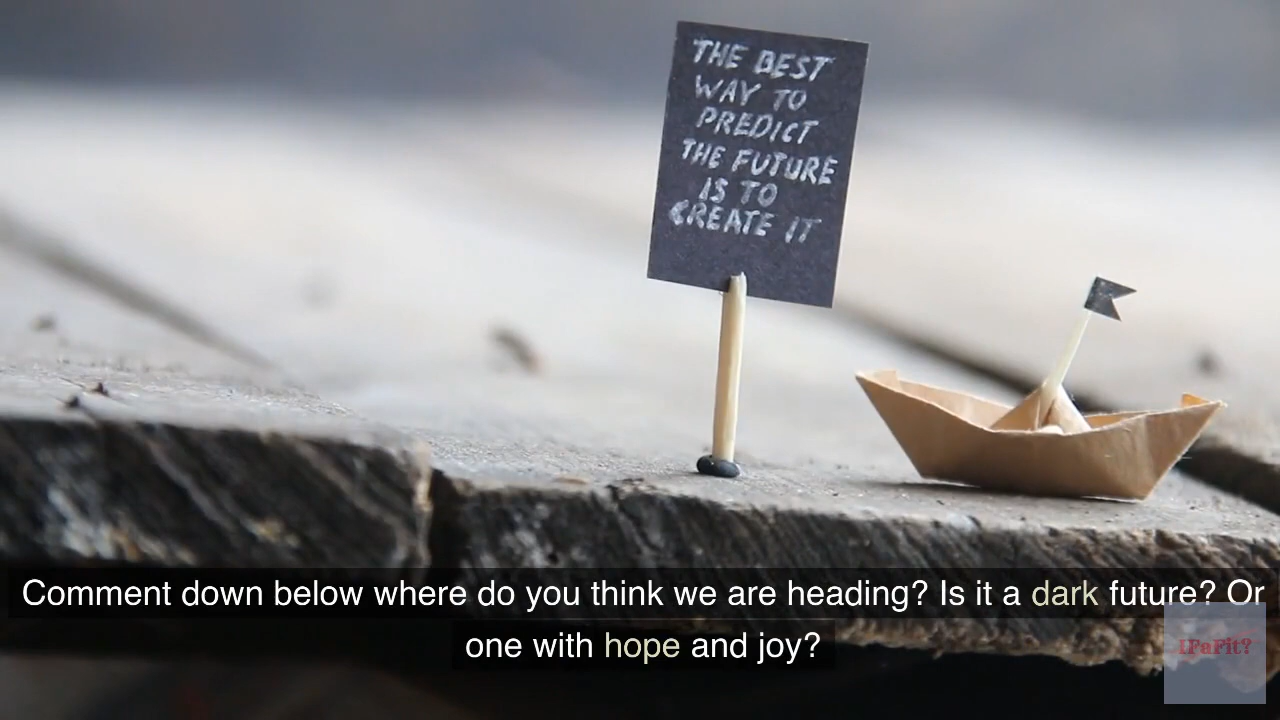 THE BEST
WAY TO
PREDICT
THE FUTURE
IS TO
CREATE IT
Comment down below where do you think we are heading? Is it a dark future? Or
one with hope and joy?
IFaFit?